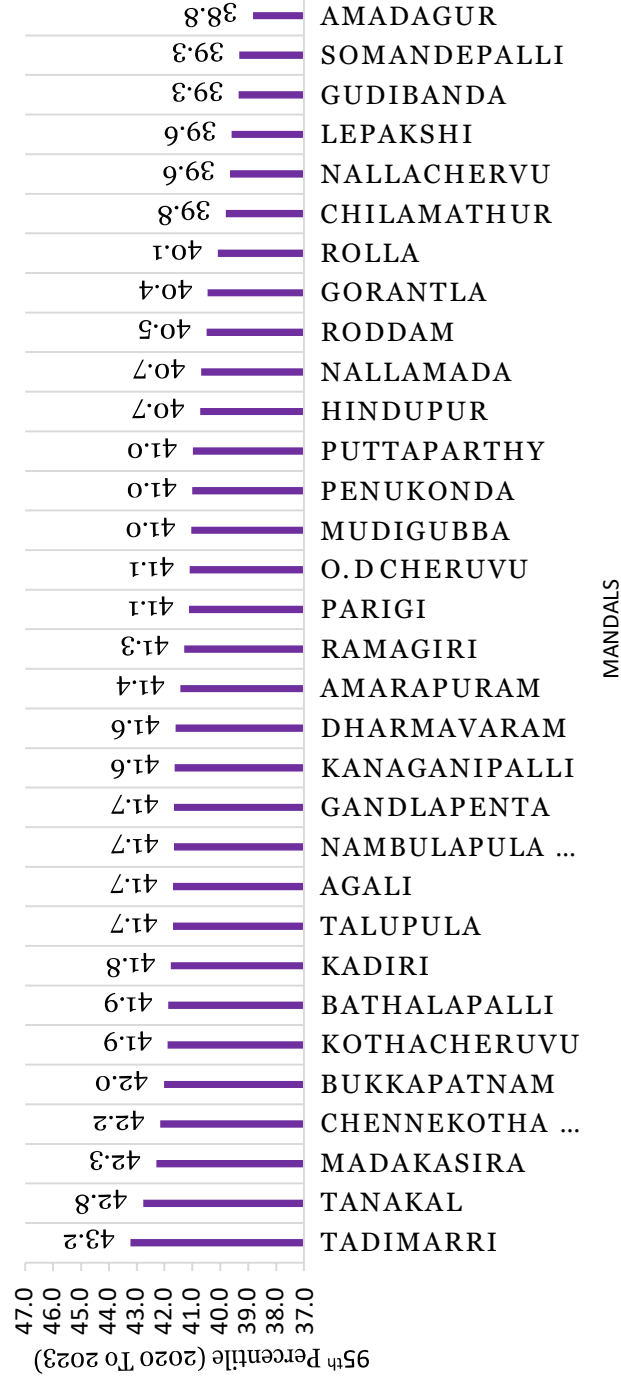 38.8 AMADAGUR
39.3 SOMANDEPALLI
39.3 GUDIBANDA
39.6 LEPAKSHI
39.6 NALLACHERVU
39.8 CHILAMATHUR
40.1 ROLLA
40.4 GORANTLA
40.5 RODDAM
40.7 NALLAMADA
40.7 HINDUPUR
41.0 PUTTAPARTHY
41.0 PENUKONDA
41.0 MUDIGUBBA
41.1 O.D CHERUVU
41.1 PARIGI
41.3 RAMAGIRI
41.4 AMARAPURAM
41.6 DHARMAVARAM
41.6 KANAGANIPALLI
41.7 GANDLAPENTA
41.7 NAMBULAPULA ...
41.7 AGALI
41.7 TALUPULA
41.8 KADIRI
41.9 BATHALAPALLI
41.9 KOTHACHERUVU
42.0 BUKKAPATNAM
42.2 CHENNEKOTHA ...
42.3 MADAKASIRA
42.8 TANAKAL
43.2 TADIMARRI
MANDALS
47.0
46.0
45.0
44.0
43.0
42.0
41.0
40.0
39.0
38.0
37.0
95th Percentile (2020 To 2023)